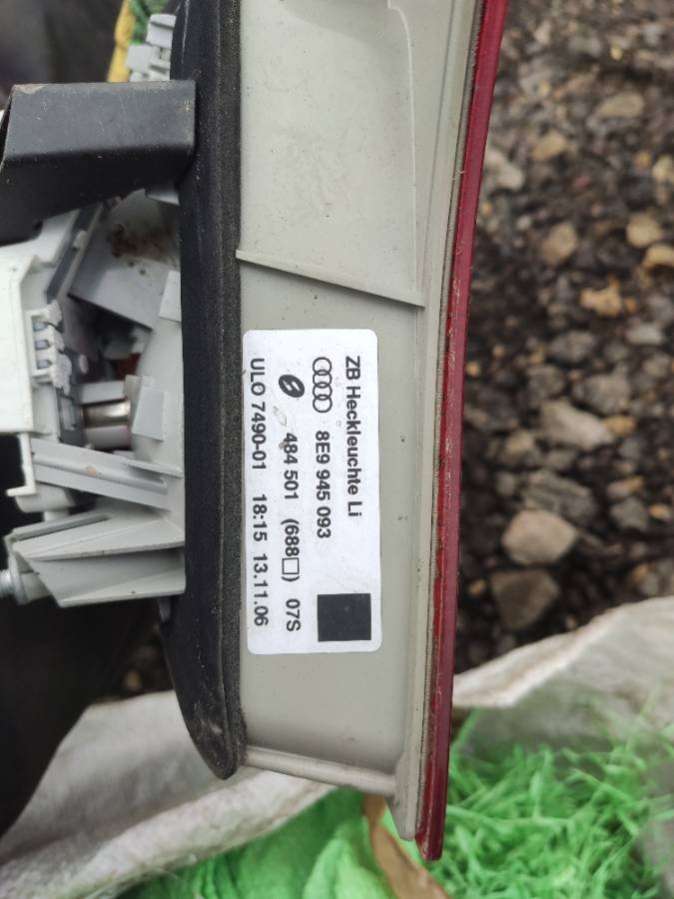 ZB Heckleuchte Li
8E9 945 093
484 501 (688□) 07S
ULO 7490-01 18:15 13.11.06